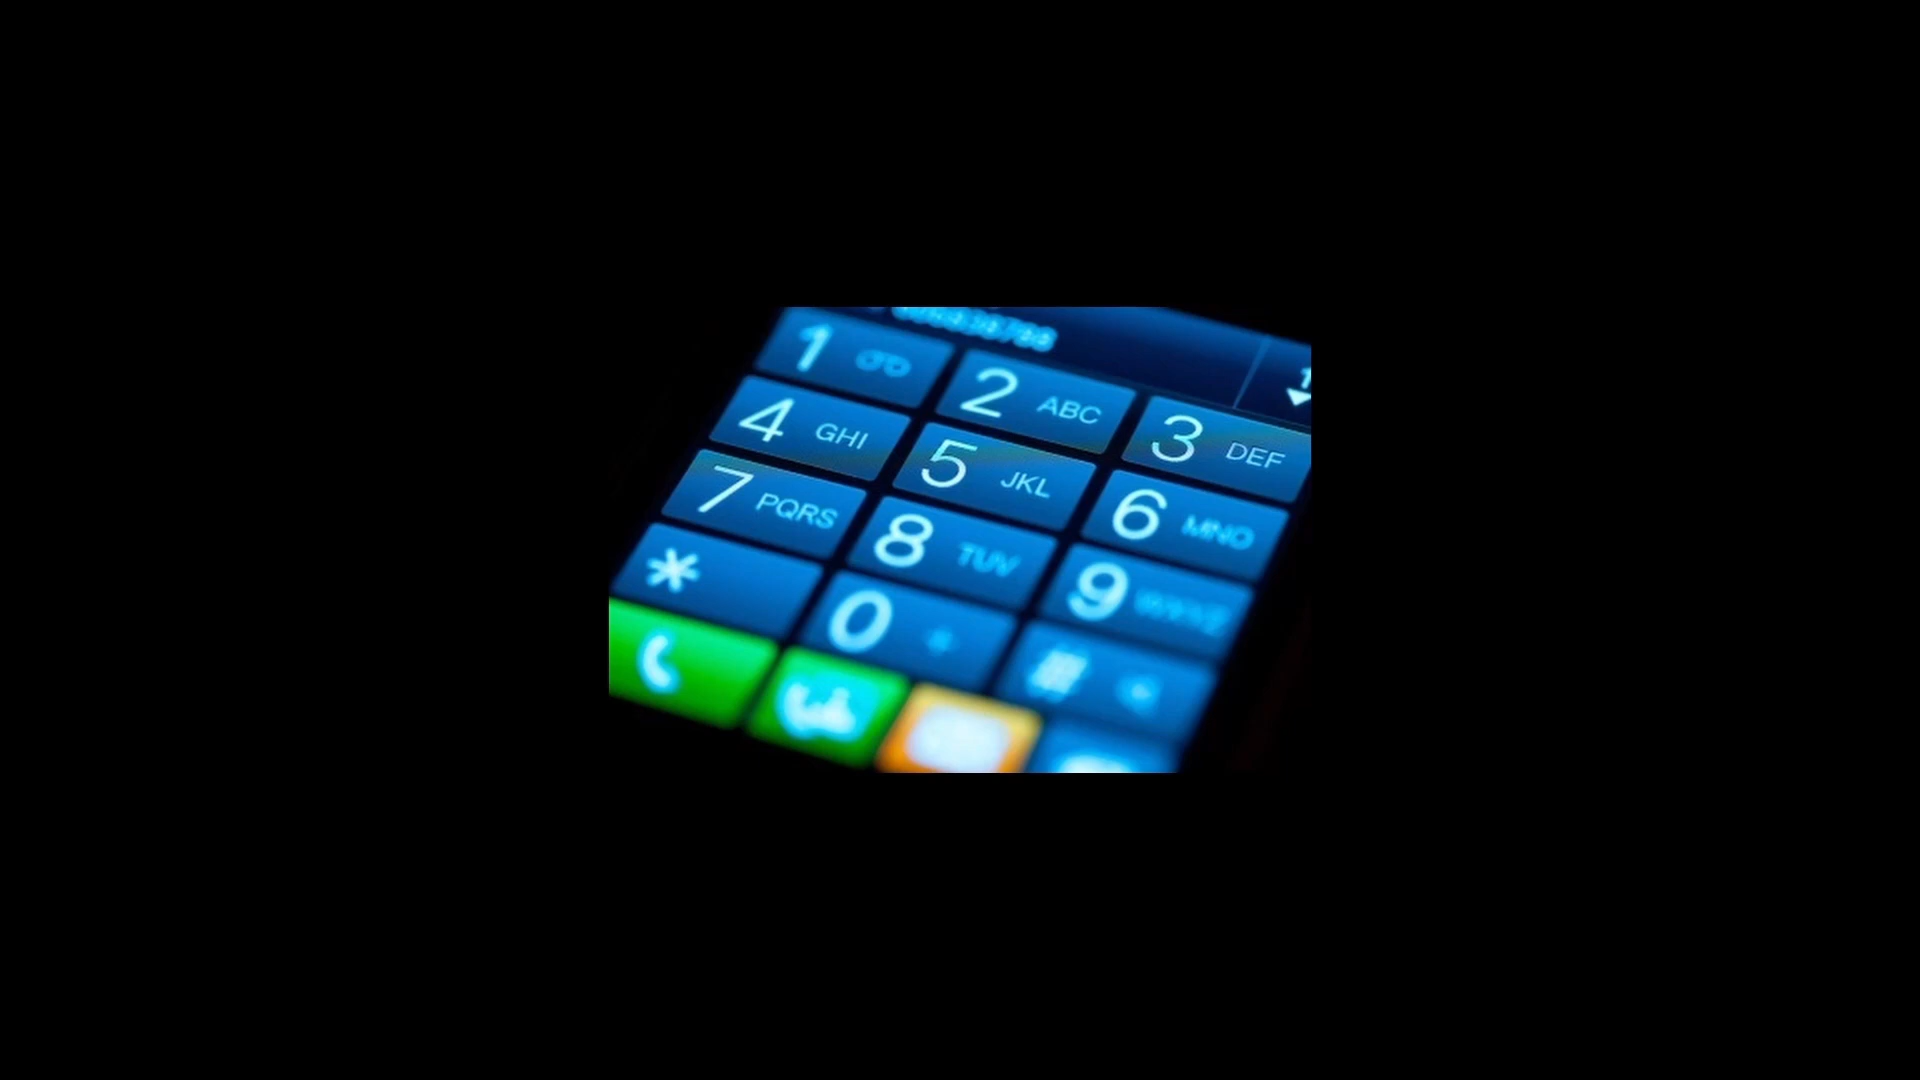 1
2 ABC
3 DEF
4 GHI
5 JKL
6 MNO
7 PQRS
8 TUV
9
*
0 +
#